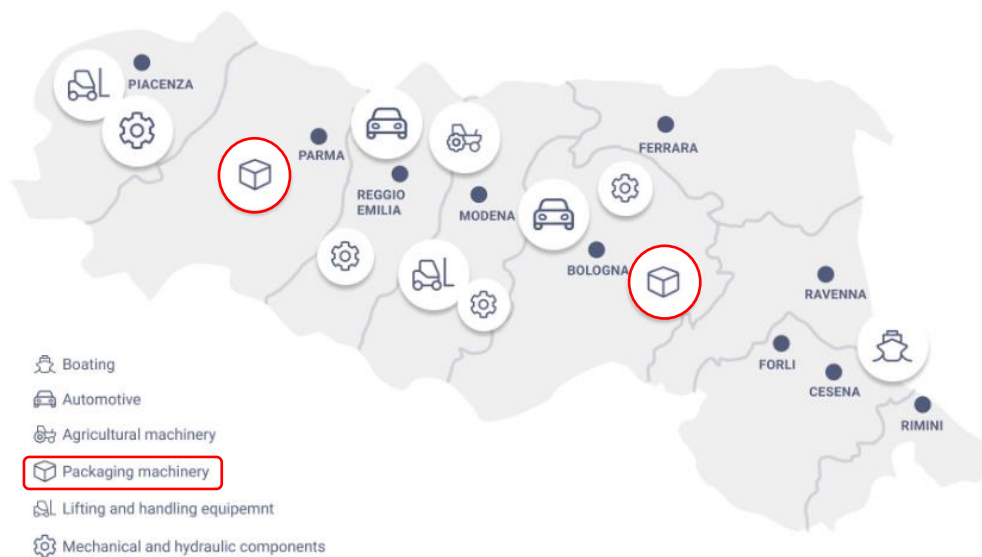 PIACENZA
PARMA
FERRARA
REGGIO
EMILIA
MODENA
BOLOGNA
RAVENNA
FORLI
CESENA
RIMINI
Boating
Automotive
Agricultural machinery
Packaging machinery
Lifting and handling equipemnt
Mechanical and hydraulic components